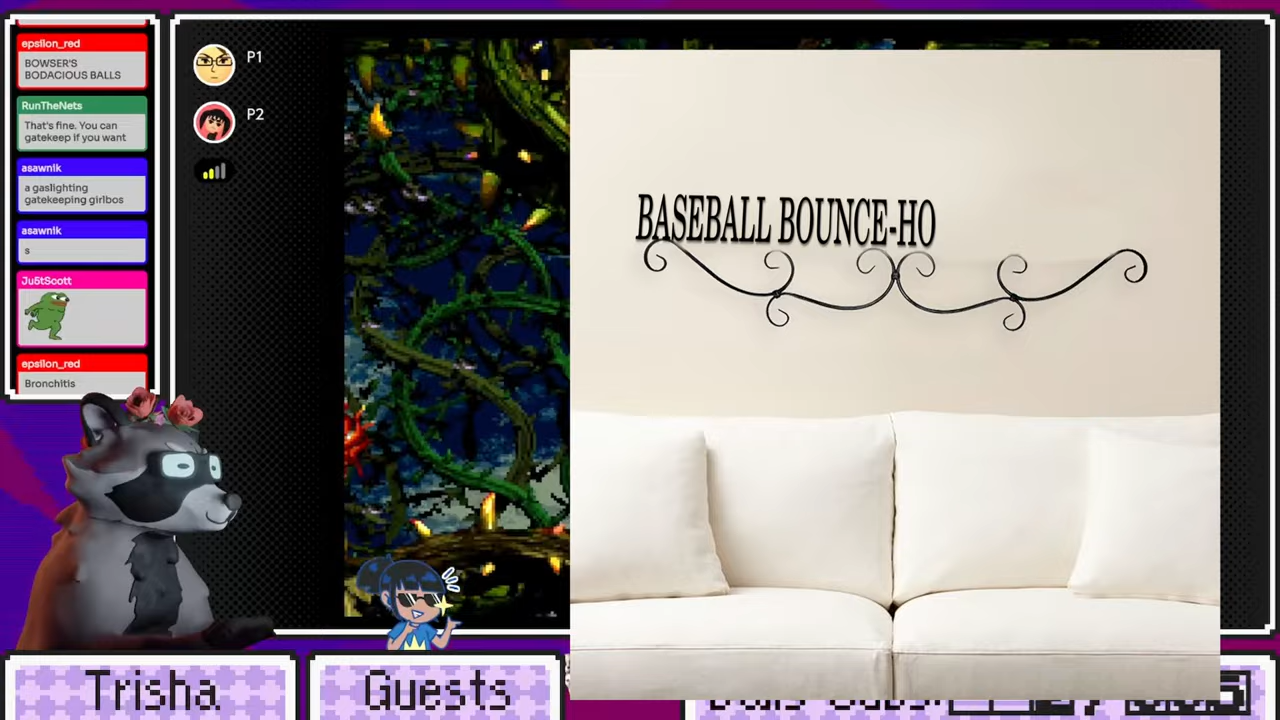 epsilon_red
BOWSER'S
BODACIOUS BALLS
RunTheNets
That's fine. You can
gatekeep if you want
asawnik
a gaslighting
gatekeeping girlbos
asawnik
s
Ju5tScott
epsilon_red
Bronchitis
P1
P2
BASEBALL BOUNCE-HO
Trisha
Guests